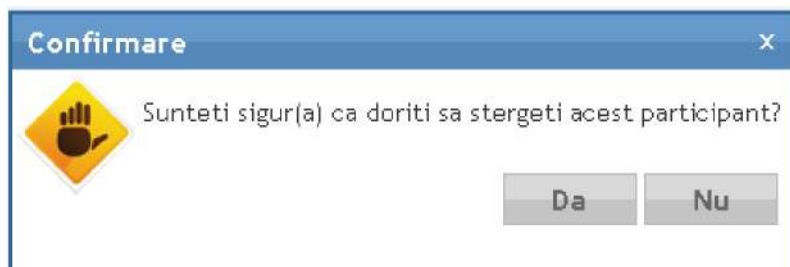 Confirmare x
Sunteti sigur(a) ca doriti sa stergeti acest participant?
Da Nu